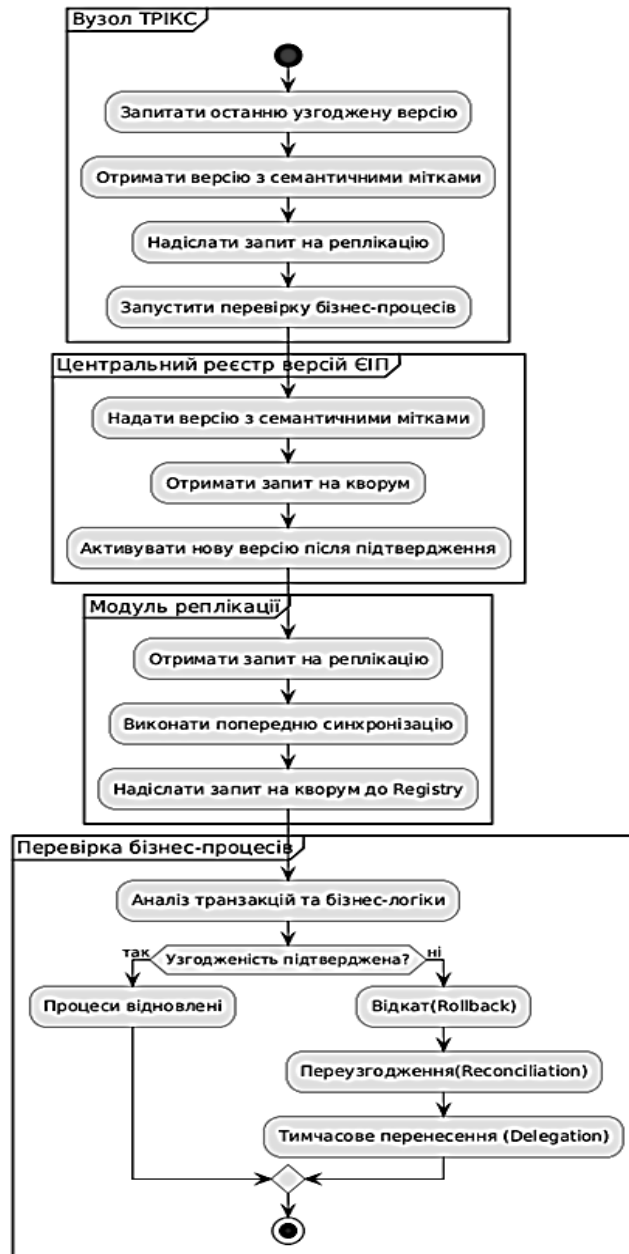 Вузол ТРІКС
Запитати останню узгоджену версію
Отримати версію з семантичними мітками
Надіслати запит на реплікацію
Запустити перевірку бізнес-процесів
Центральний реєстр версій ЄІП
Надати версію з семантичними мітками
Отримати запит на кворум
Активувати нову версію після підтвердження
Модуль реплікації
Отримати запит на реплікацію
Виконати попередню синхронізацію
Надіслати запит на кворум до Registry
Перевірка бізнес-процесів
Аналіз транзакцій та бізнес-логіки
так
Узгодженість підтверджена?
ні
Процеси відновлені
Відкат(Rollback)
Переузгодження(Reconciliation)
Тимчасове перенесення (Delegation)